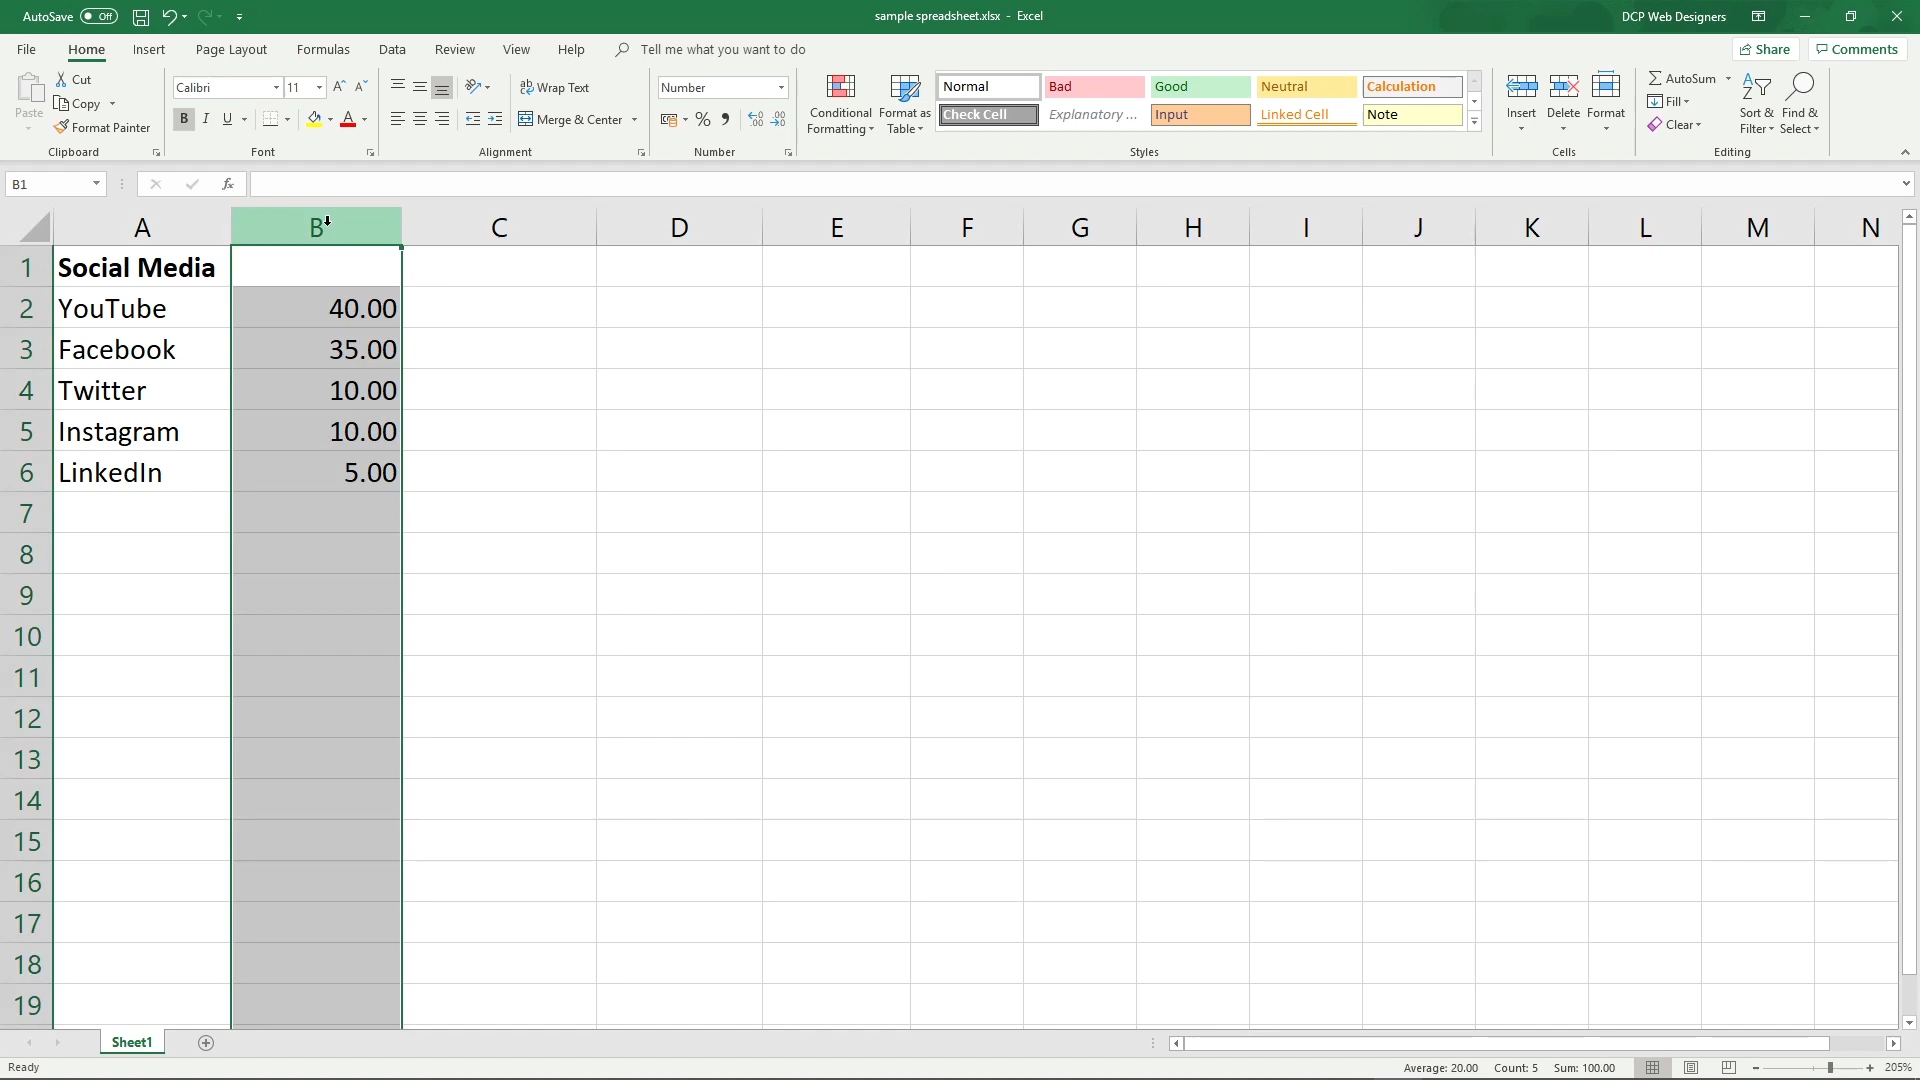 AutoSave Off sample spreadsheet.xlsx - Excel DCP Web Designers
File Home Insert Page Layout Formulas Data Review View Help Tell me what you want to do Share Comments
Paste Cut Copy Format Painter Clipboard
Calibri 11 B I U A Font
Wrap Text Merge & Center Alignment
Number % Number
Conditional Formatting Format as Table
Normal Bad Good Neutral Calculation
Check Cell Explanatory ... Input Linked Cell Note
Styles
Insert Delete Format Cells
AutoSum Fill Clear Sort & Filter Find & Select Editing
B1 fx
A B C D E F G H I J K L M N
1 Social Media
2 YouTube 40.00
3 Facebook 35.00
4 Twitter 10.00
5 Instagram 10.00
6 LinkedIn 5.00
7
8
9
10
11
12
13
14
15
16
17
18
19
Sheet1
Ready Average: 20.00 Count: 5 Sum: 100.00 205%